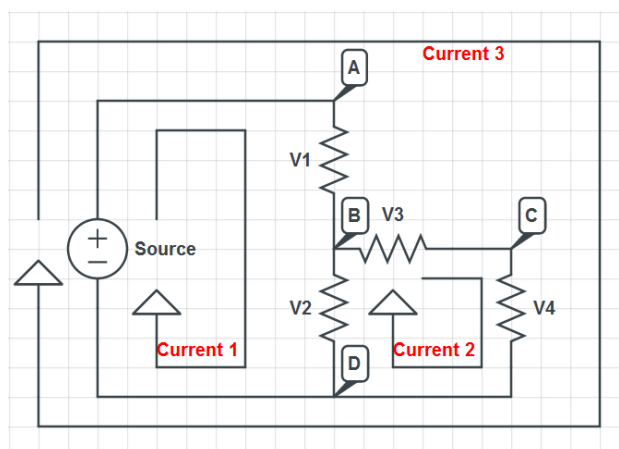 Current 3
A
V1
B
V3
C
+
Source
V2
V4
Current 1
Current 2
D